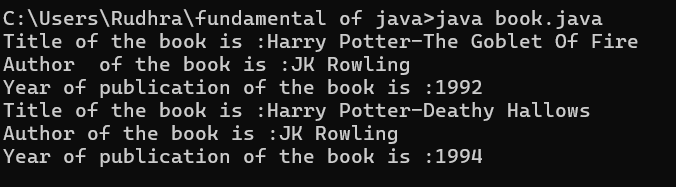 C:\Users\Rudhra\fundamental of java>java book.java
Title of the book is :Harry Potter-The Goblet Of Fire
Author  of the book is :JK Rowling
Year of publication of the book is :1992
Title of the book is :Harry Potter-Deathy Hallows
Author of the book is :JK Rowling
Year of publication of the book is :1994